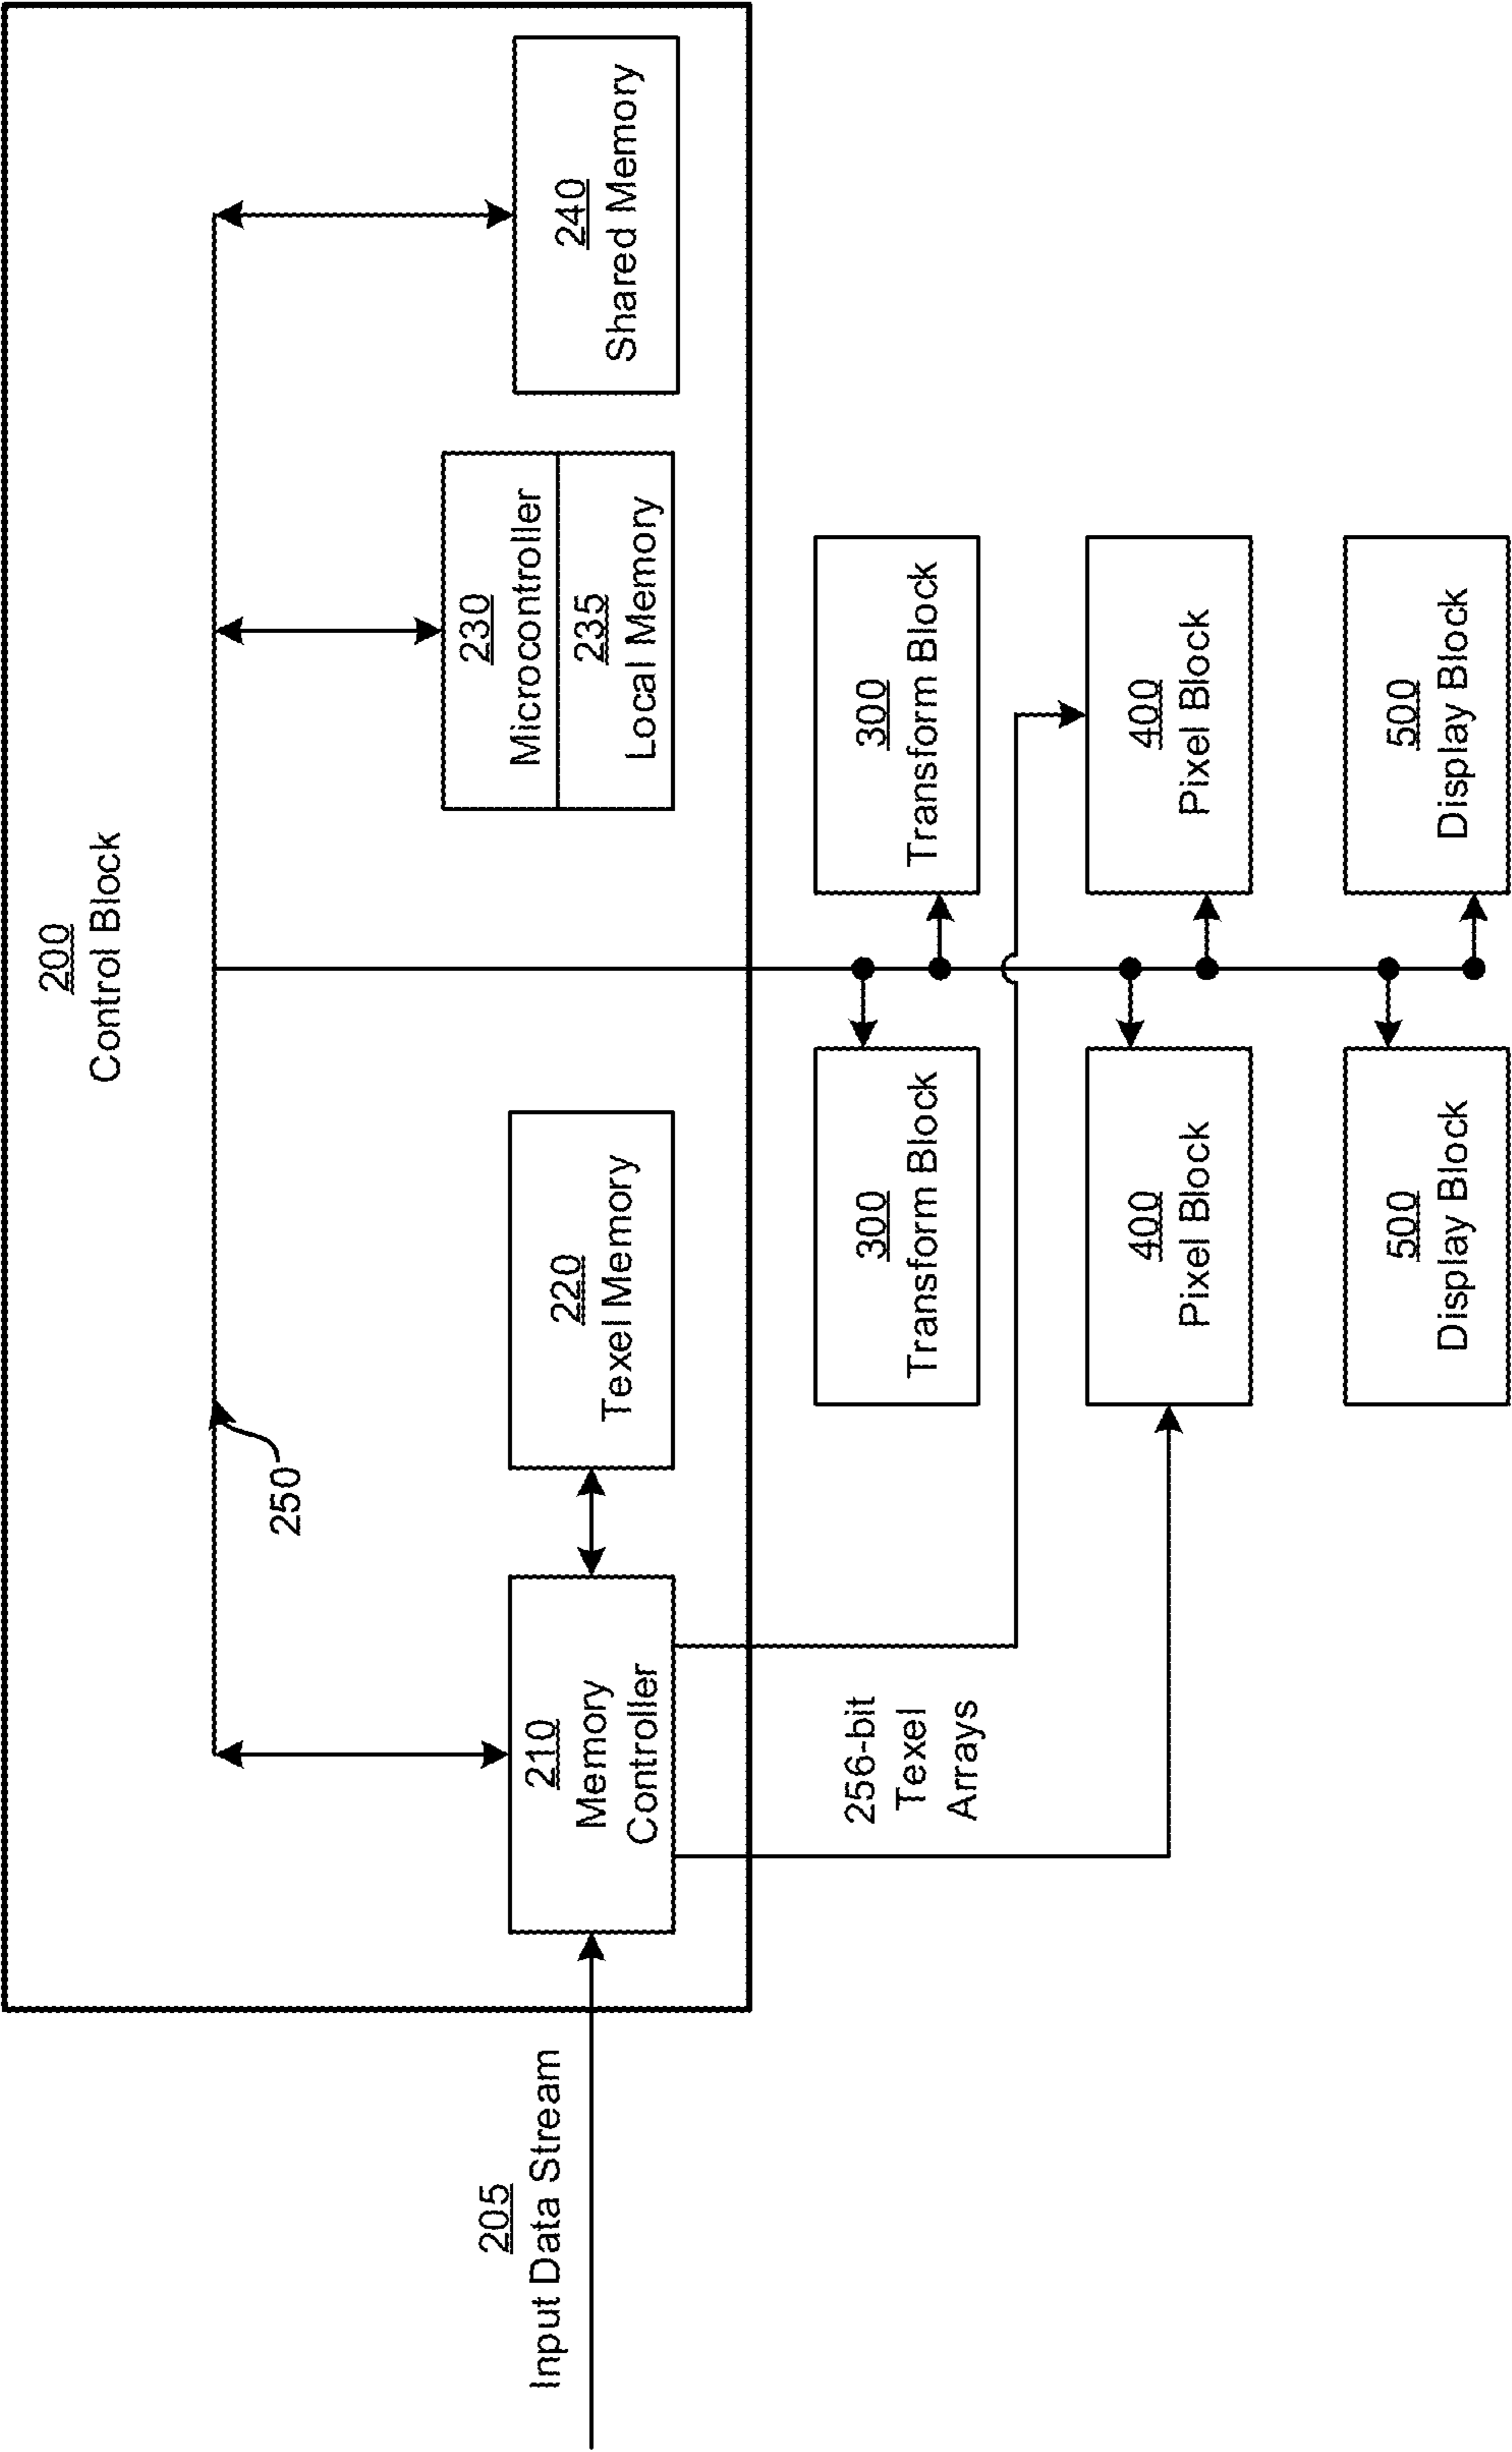 200
Control Block
250
205
Input Data Stream
210
Memory
Controller
220
Texel Memory
230
Microcontroller
235
Local Memory
240
Shared Memory
256-bit
Texel
Arrays
300
Transform Block
300
Transform Block
400
Pixel Block
400
Pixel Block
500
Display Block
500
Display Block